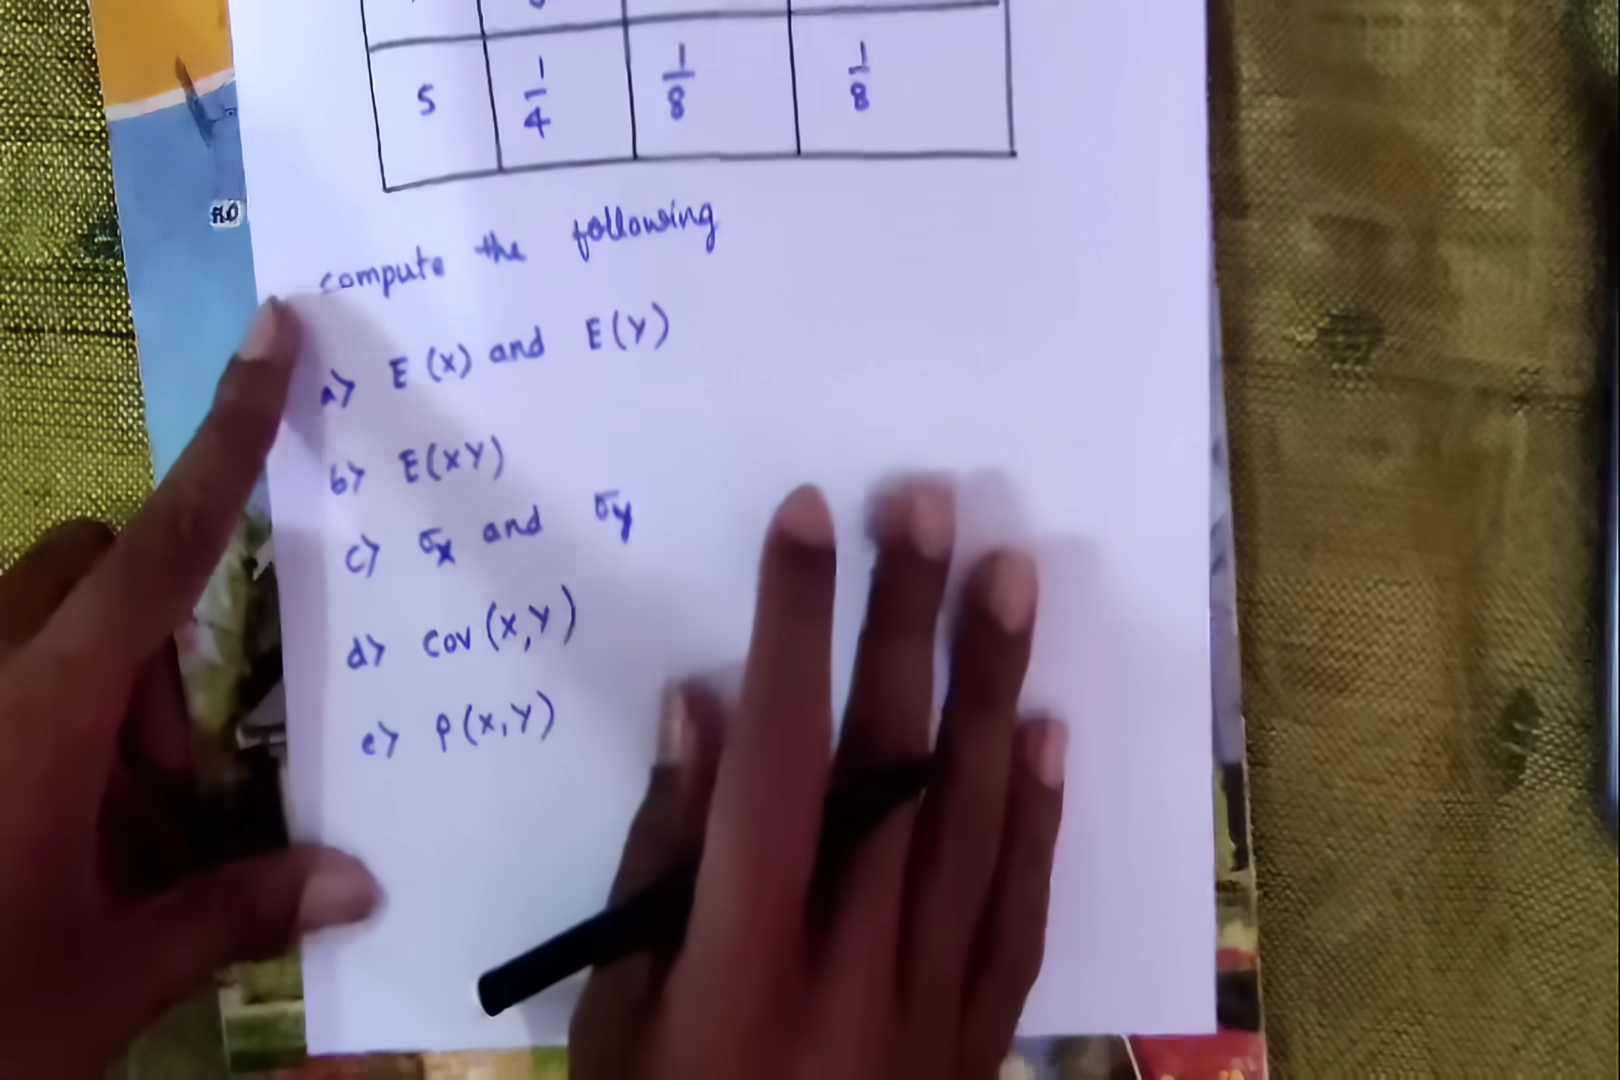 5 1/4 1/8 1/8
compute the following
a> E(x) and E(Y)
b> E(XY)
c> σx and σy
d> cov(x,y)
e> ρ(x,y)